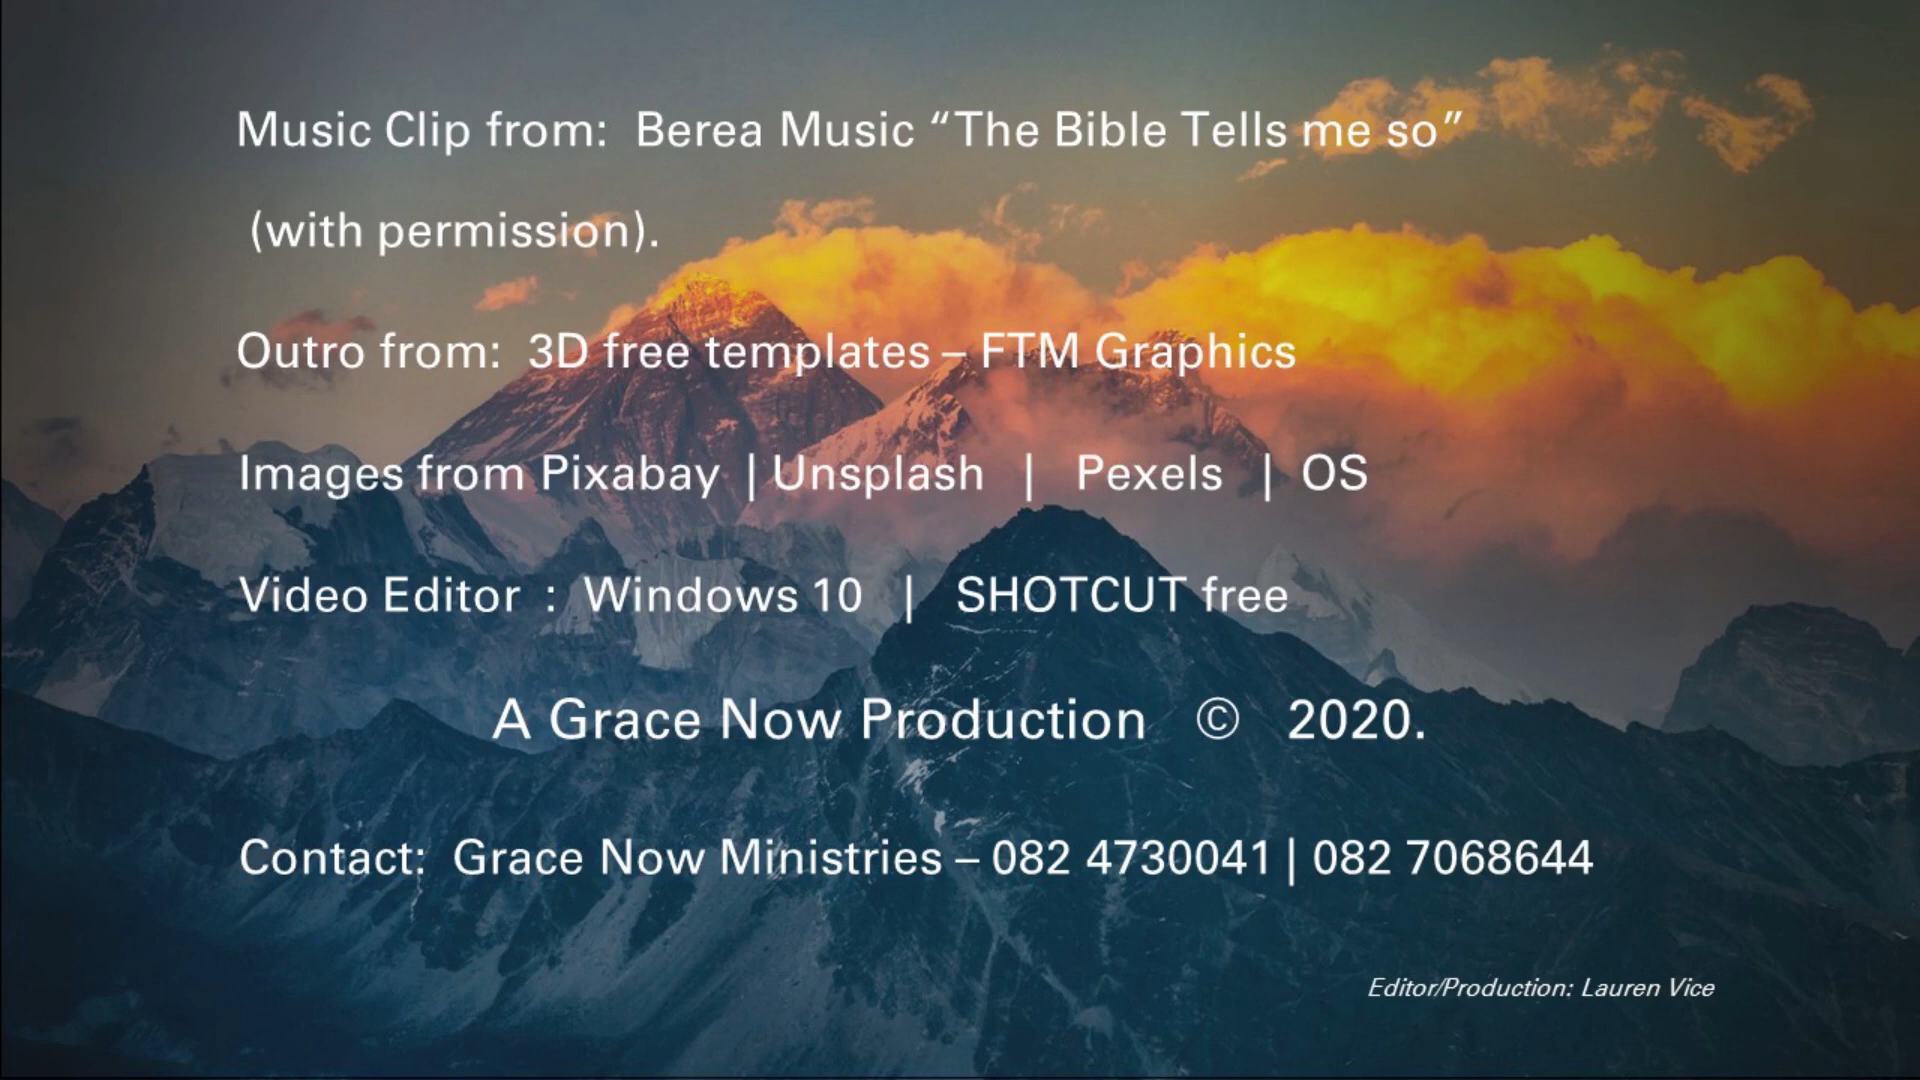 Music Clip from: Berea Music “The Bible Tells me so”
(with permission).
Outro from: 3D free templates – FTM Graphics
Images from Pixabay | Unsplash | Pexels | OS
Video Editor : Windows 10 | SHOTCUT free
A Grace Now Production © 2020.
Contact: Grace Now Ministries – 082 4730041 | 082 7068644
Editor/Production: Lauren Vice